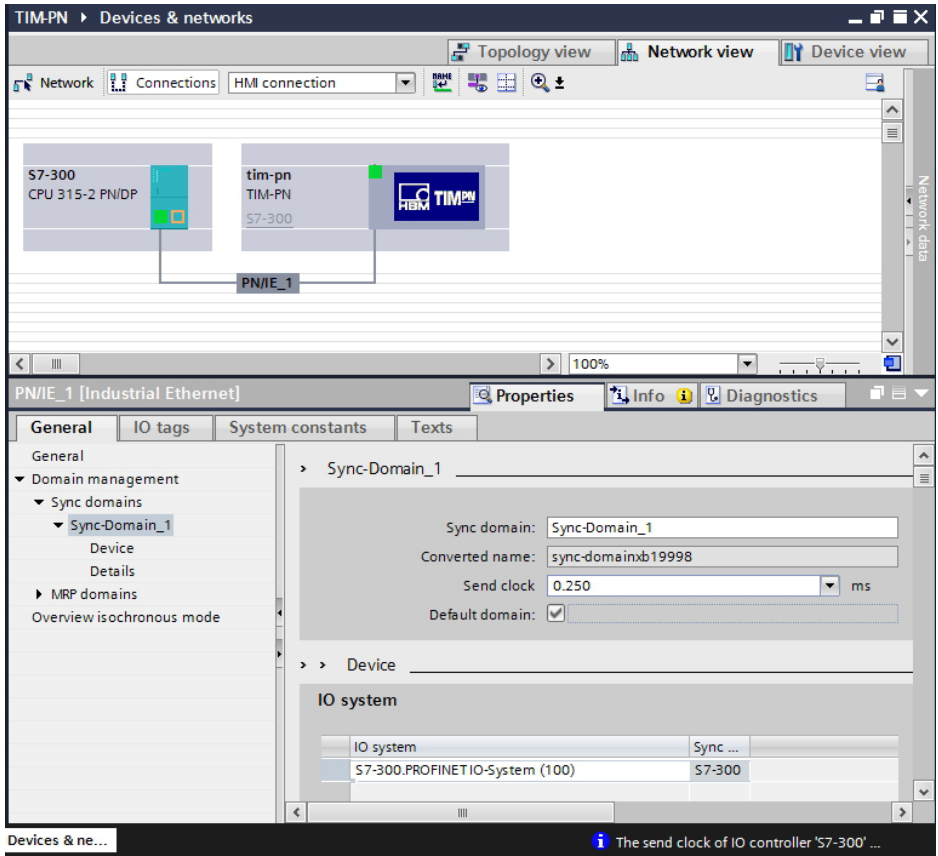 TIM-PN ▸ Devices & networks
Topology view Network view Device view
Network Connections HMI connection
S7-300
CPU 315-2 PN/DP
tim-pn
TIM-PN
S7-300
HBM TIMPN
PN/IE_1
Network data
100%
PN/IE_1 [Industrial Ethernet]
Properties Info Diagnostics
General IO tags System constants Texts
General
Domain management
Sync domains
Sync-Domain_1
Device
Details
MRP domains
Overview isochronous mode
Sync-Domain_1
Sync domain: Sync-Domain_1
Converted name: sync-domainxb19998
Send clock 0.250 ms
Default domain:
Device
IO system
IO system Sync ...
S7-300.PROFINET IO-System (100) S7-300
Devices & ne...
The send clock of IO controller 'S7-300' ...